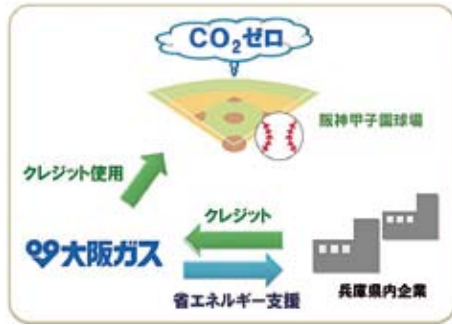 CO₂ゼロ
阪神甲子園球場
クレジット使用
クレジット
大阪ガス
省エネルギー支援
兵庫県内企業